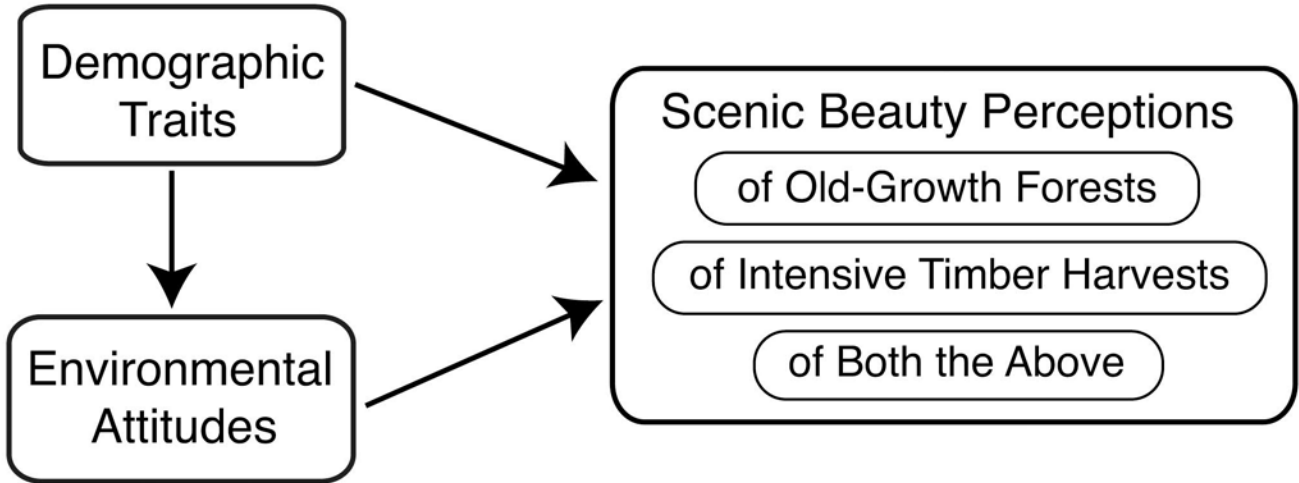 Demographic
Traits
Environmental
Attitudes
Scenic Beauty Perceptions
of Old-Growth Forests
of Intensive Timber Harvests
of Both the Above